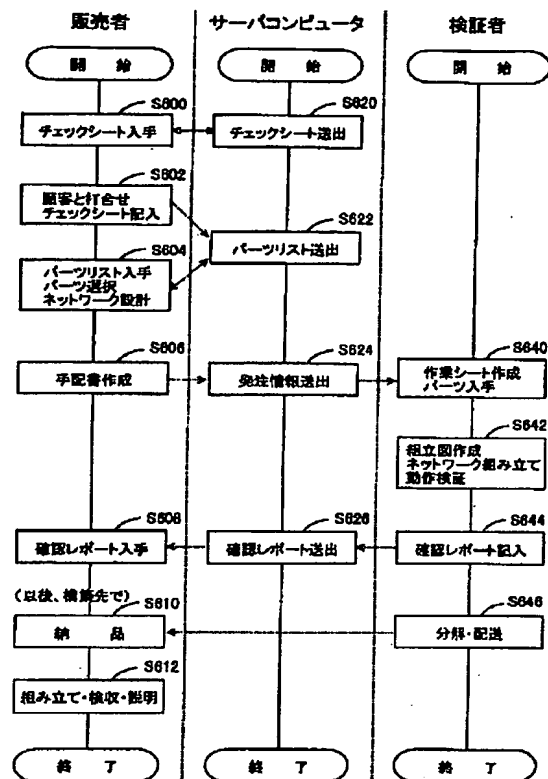 販売者
サーバコンピュータ
検証者
開 始
開 始
開 始
S600
チェックシート入手
S620
チェックシート送出
S602
顧客と打合せ
チェックシート記入
S622
パーツリスト送出
S604
パーツリスト入手
パーツ選択
ネットワーク設計
S606
手配書作成
S624
発注情報送出
S640
作業シート作成
パーツ入手
S642
組立図作成
ネットワーク組み立て
動作検証
S608
確認レポート入手
S626
確認レポート送出
S644
確認レポート記入
(以後、構築先で)
S610
納 品
S646
分解・配送
S612
組み立て・検収・説明
終 了
終 了
終 了